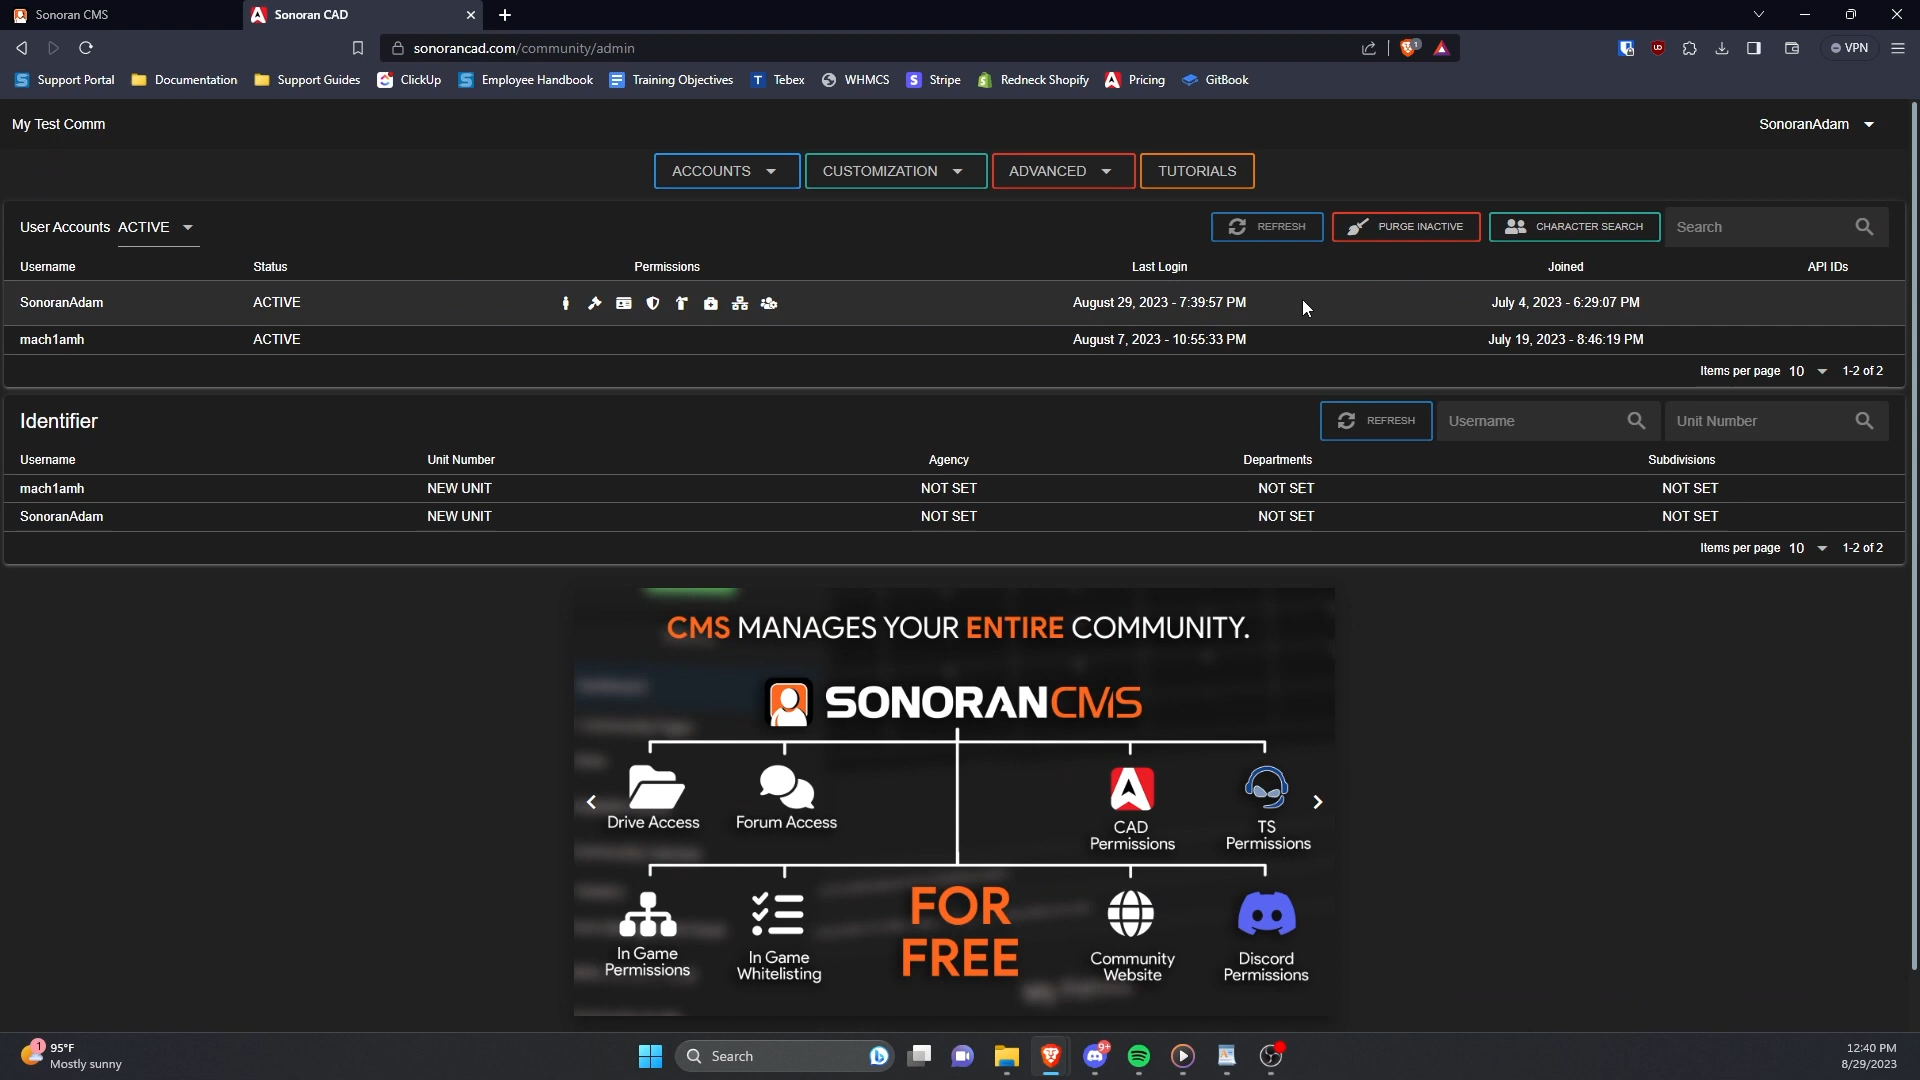 Sonoran CMS
Sonoran CAD
sonorancad.com/community/admin
VPN
Support Portal
Documentation
Support Guides
ClickUp
Employee Handbook
Training Objectives
Tebex
WHMCS
Stripe
Redneck Shopify
Pricing
GitBook
My Test Comm
SonoranAdam
ACCOUNTS
CUSTOMIZATION
ADVANCED
TUTORIALS
User Accounts ACTIVE
REFRESH
PURGE INACTIVE
CHARACTER SEARCH
Search
Username Status Permissions Last Login Joined API IDs
SonoranAdam ACTIVE August 29, 2023 - 7:39:57 PM July 4, 2023 - 6:29:07 PM
mach1amh ACTIVE August 7, 2023 - 10:55:33 PM July 19, 2023 - 8:46:19 PM
Items per page 10 1-2 of 2
Identifier
REFRESH
Username
Unit Number
Username Unit Number Agency Departments Subdivisions
mach1amh NEW UNIT NOT SET NOT SET NOT SET
SonoranAdam NEW UNIT NOT SET NOT SET NOT SET
Items per page 10 1-2 of 2
CMS MANAGES YOUR ENTIRE COMMUNITY.
SONORANCMS
Drive Access
Forum Access
CAD
Permissions
TS
Permissions
In Game
Permissions
In Game
Whitelisting
FOR
FREE
Community
Website
Discord
Permissions
1
95°F
Mostly sunny
Search
9+
12:40 PM
8/29/2023